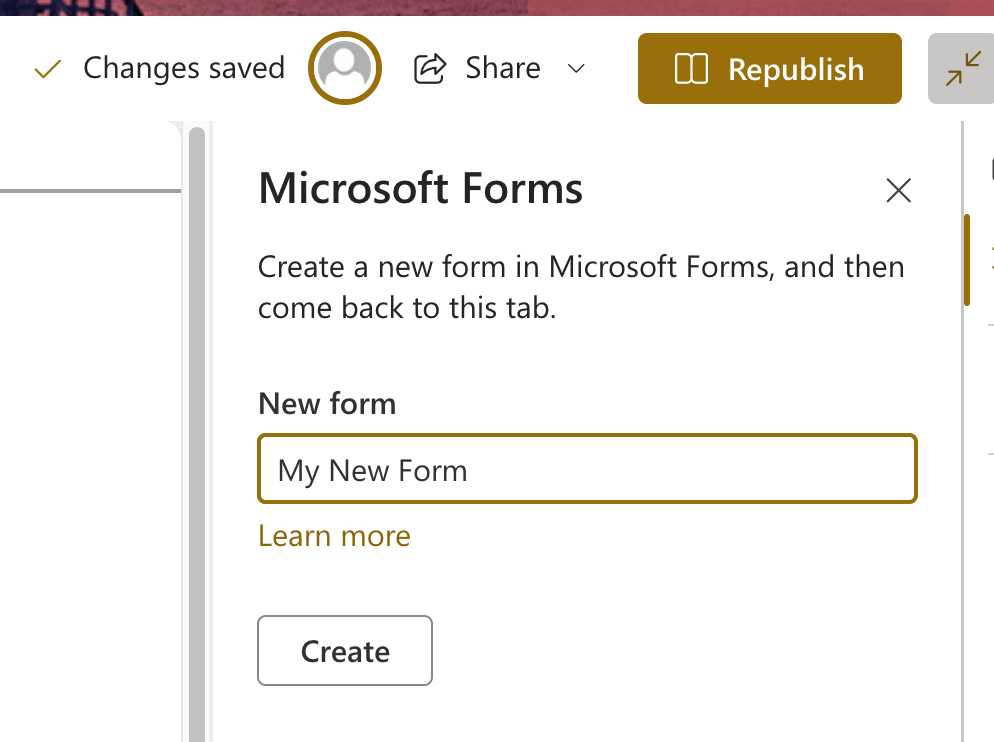 Changes saved
Share
Republish
Microsoft Forms
Create a new form in Microsoft Forms, and then
come back to this tab.
New form
My New Form
Learn more
Create